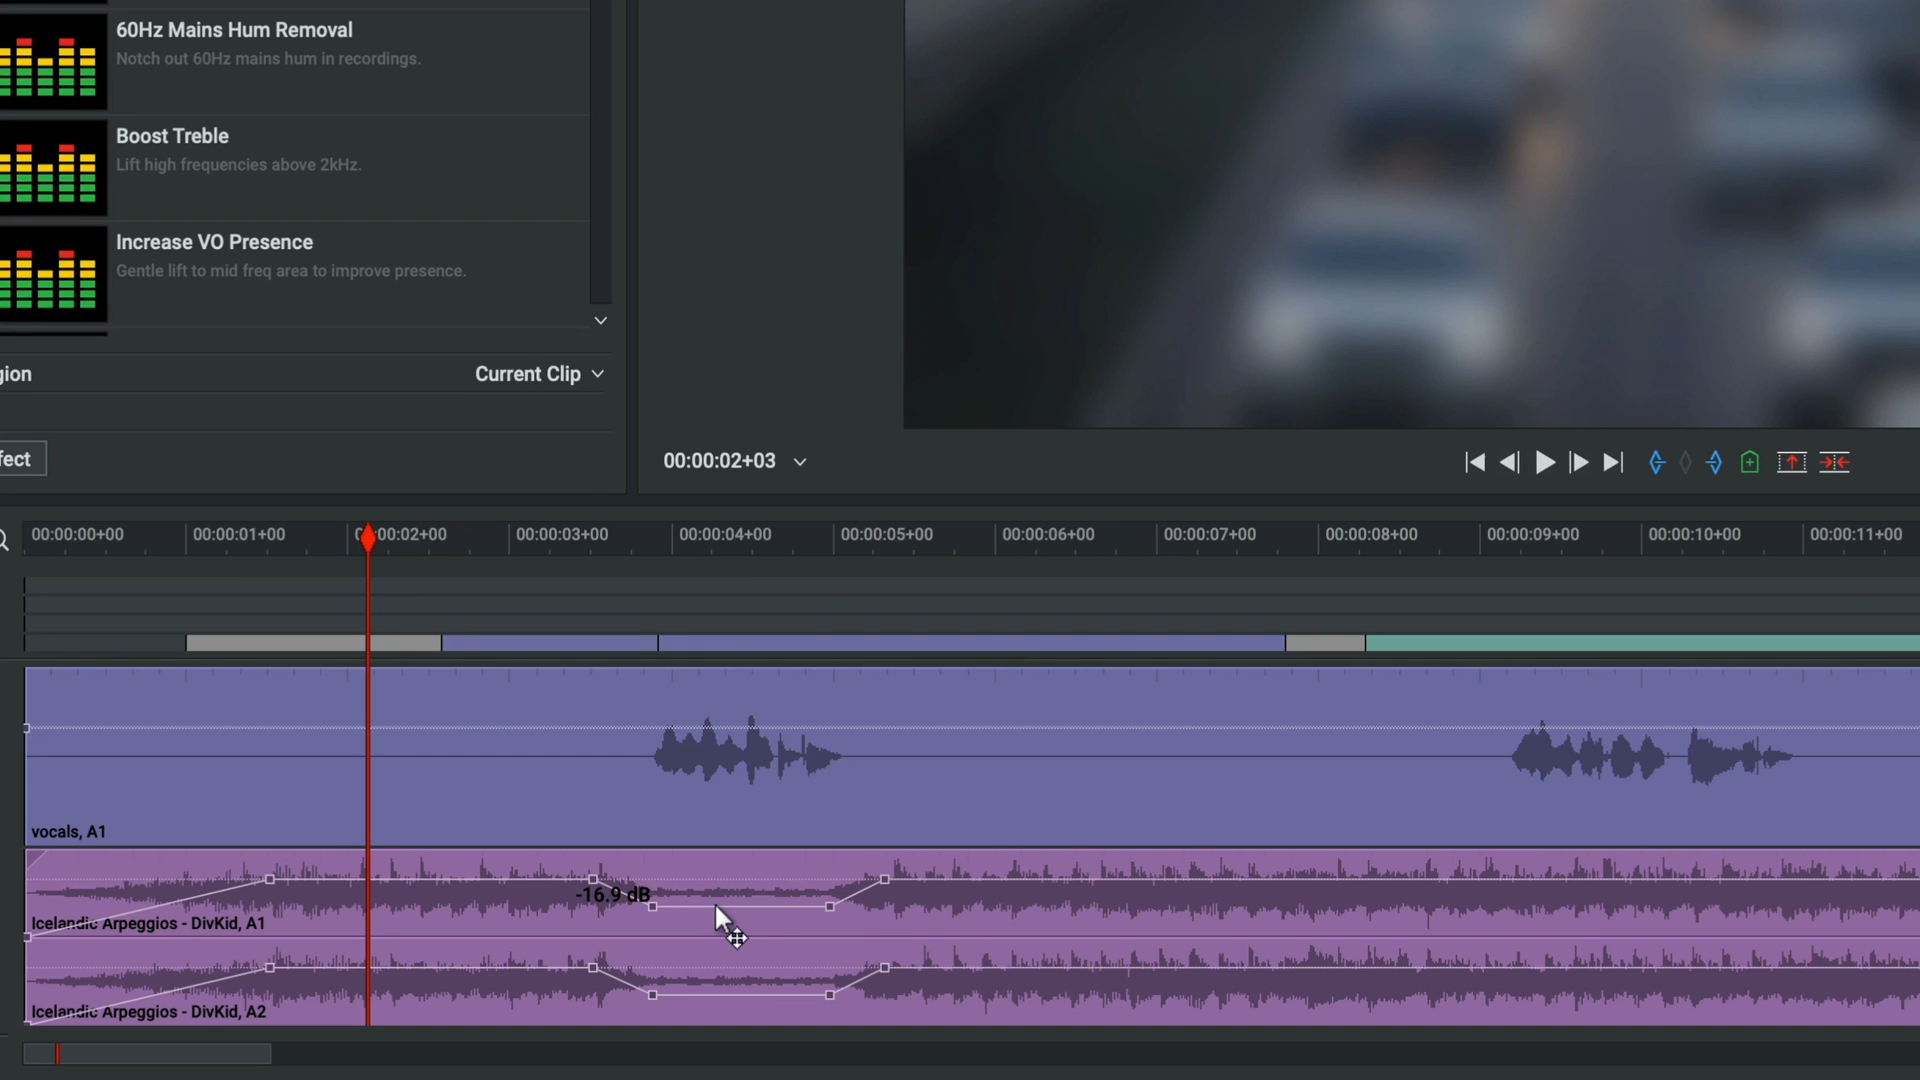 60Hz Mains Hum Removal
Notch out 60Hz mains hum in recordings.
Boost Treble
Lift high frequencies above 2kHz.
Increase VO Presence
Gentle lift to mid freq area to improve presence.
gion
Current Clip
fect
00:00:02+03
00:00:00+00
00:00:01+00
00:00:02+00
00:00:03+00
00:00:04+00
00:00:05+00
00:00:06+00
00:00:07+00
00:00:08+00
00:00:09+00
00:00:10+00
00:00:11+00
vocals, A1
-16.9 dB
Icelandic Arpeggios - DivKid, A1
Icelandic Arpeggios - DivKid, A2